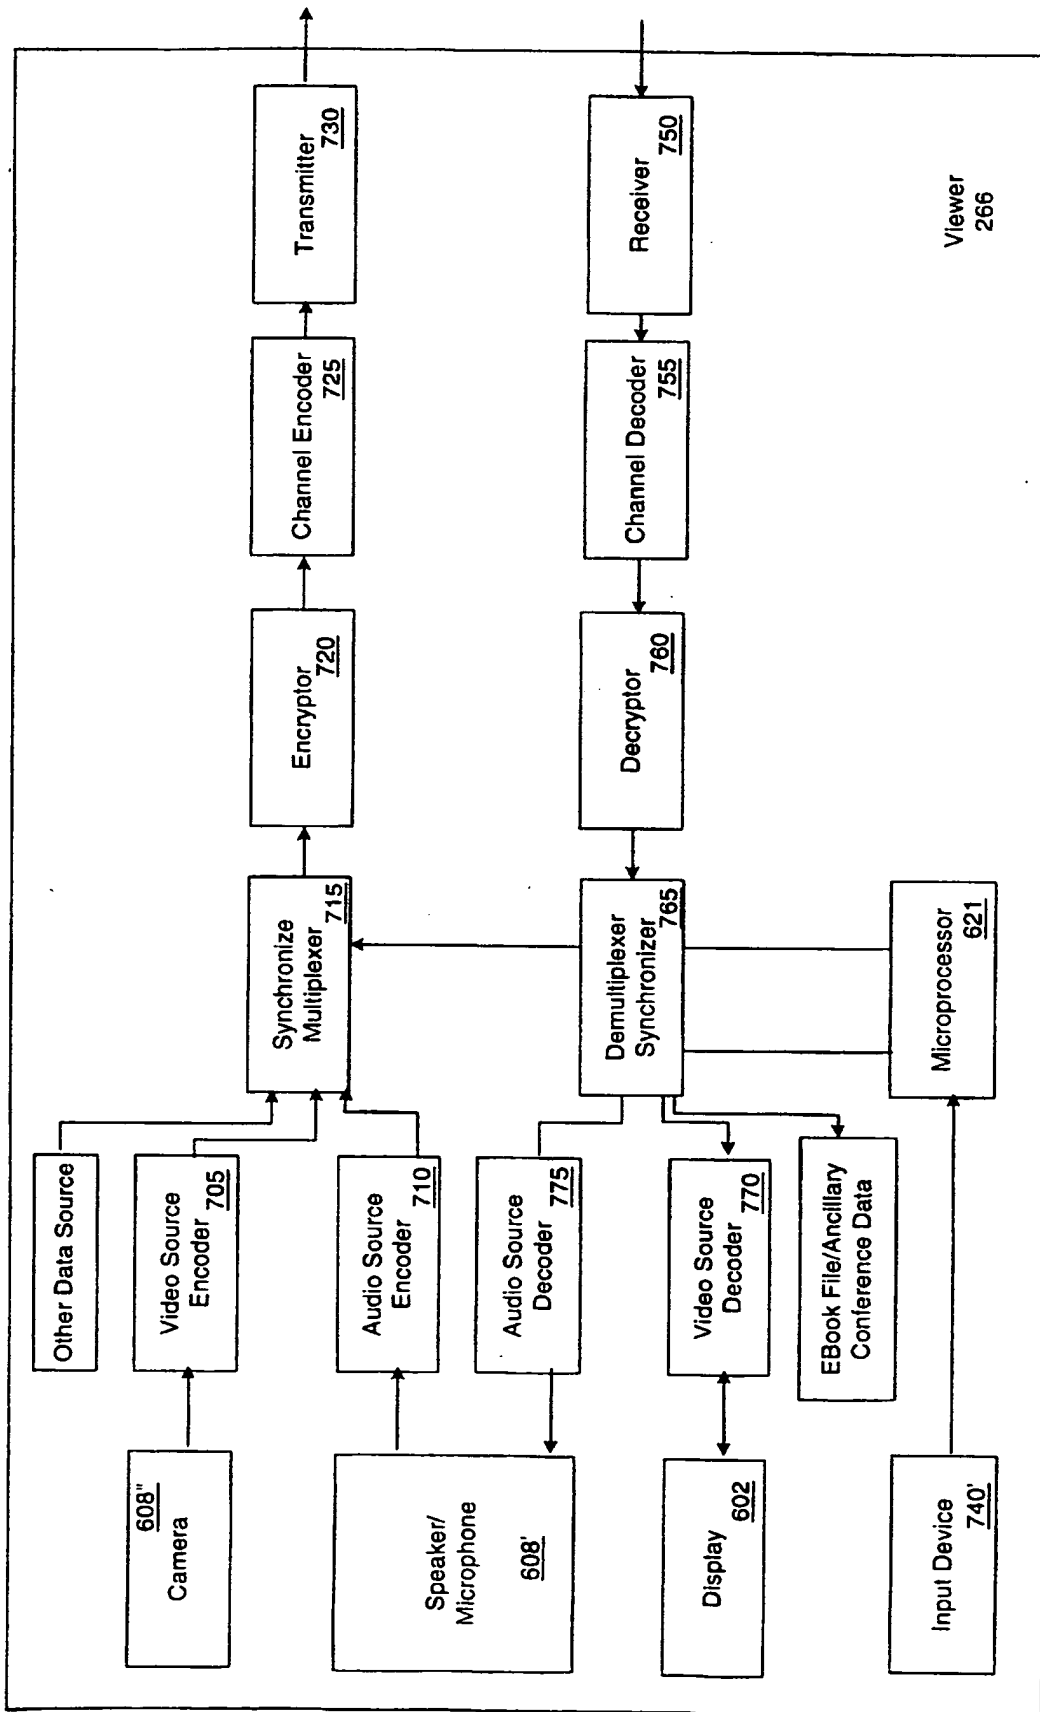 Camera
608"
Speaker/
Microphone
608'
Display
602
Input Device
740'
Other Data Source
Video Source
Encoder
705
Audio Source
Encoder
710
Audio Source
Decoder
775
Video Source
Decoder
770
EBook File/Ancillary
Conference Data
Synchronize
Multiplexer
715
Demultiplexer
Synchronizer
765
Microprocessor
621
Encryptor
720
Decryptor
760
Channel Encoder
725
Channel Decoder
755
Transmitter
730
Receiver
750
Viewer
266